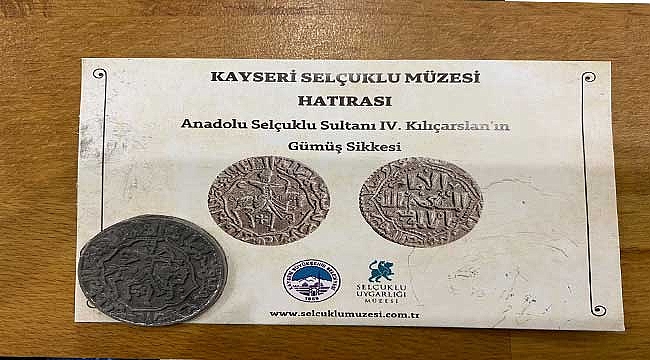 KAYSERİ SELÇUKLU MÜZESİ
HATIRASI
Anadolu Selçuklu Sultanı IV. Kılıçarslan'ın
Gümüş Sikkesi
SELÇUKLU
UYGARLIĞI
MÜZESİ
www.selcuklumuzesi.com.tr